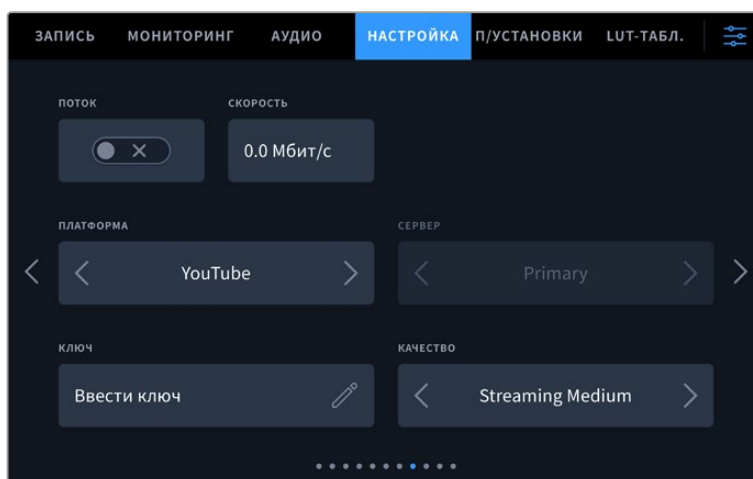 ЗАПИСЬ МОНИТОРИНГ АУДИО НАСТРОЙКА П/УСТАНОВКИ LUT-ТАБЛ.
ПОТОК СКОРОСТЬ
0.0 Мбит/с
ПЛАТФОРМА СЕРВЕР
YouTube Primary
КЛЮЧ КАЧЕСТВО
Ввести ключ Streaming Medium